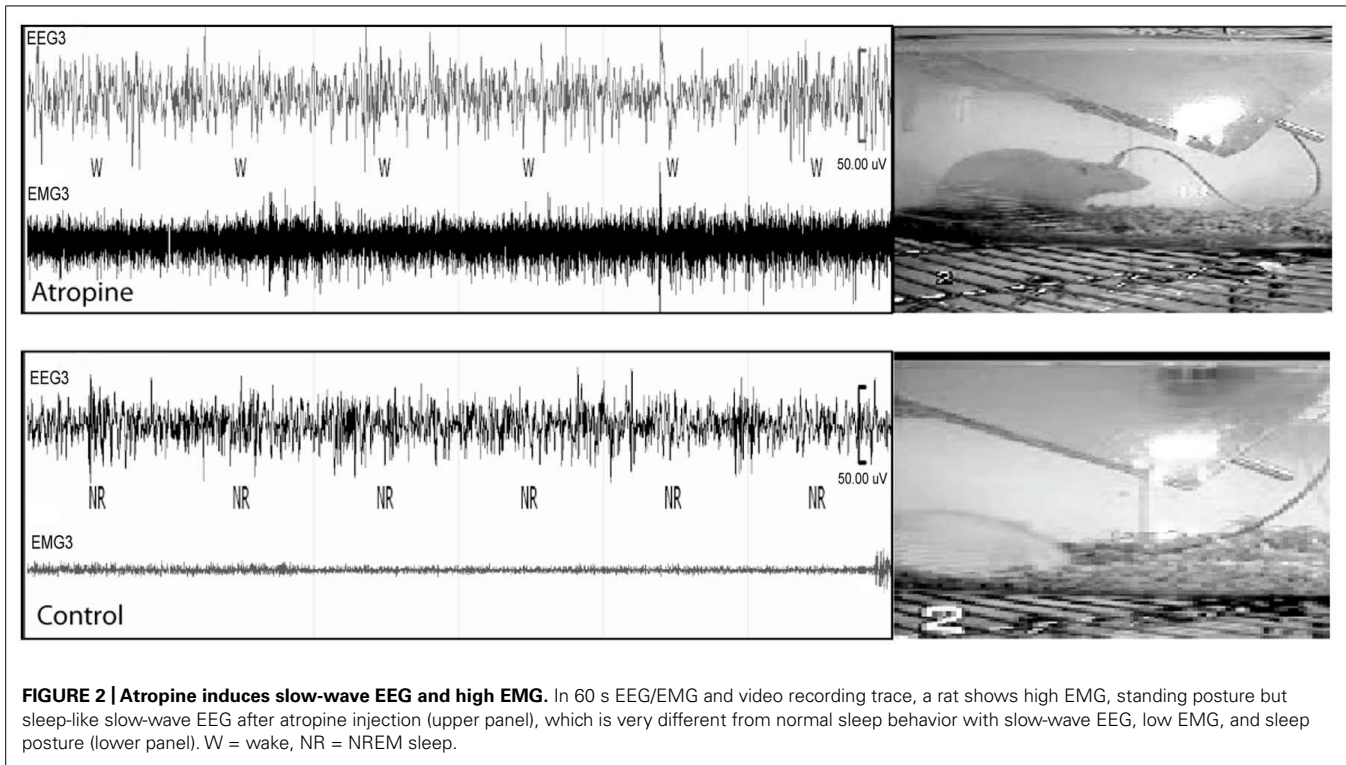 EEG3
W W W W W W
50.00 uV
EMG3
Atropine
2
EEG3
50.00 uV
NR NR NR NR NR NR
EMG3
Control
2
FIGURE 2 | Atropine induces slow-wave EEG and high EMG. In 60 s EEG/EMG and video recording trace, a rat shows high EMG, standing posture but
sleep-like slow-wave EEG after atropine injection (upper panel), which is very different from normal sleep behavior with slow-wave EEG, low EMG, and sleep
posture (lower panel). W = wake, NR = NREM sleep.